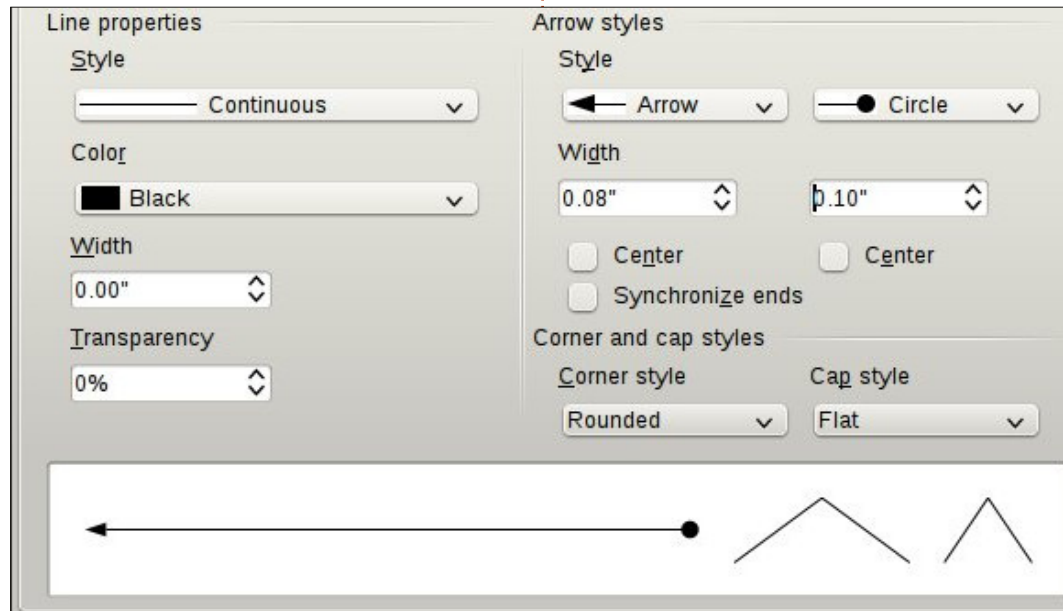 Line properties
Style
Continuous
Color
Black
Width
0.00"
Transparency
0%
Arrow styles
Style
Arrow
Circle
Width
0.08"
0.10"
Center
Center
Synchronize ends
Corner and cap styles
Corner style
Cap style
Rounded
Flat